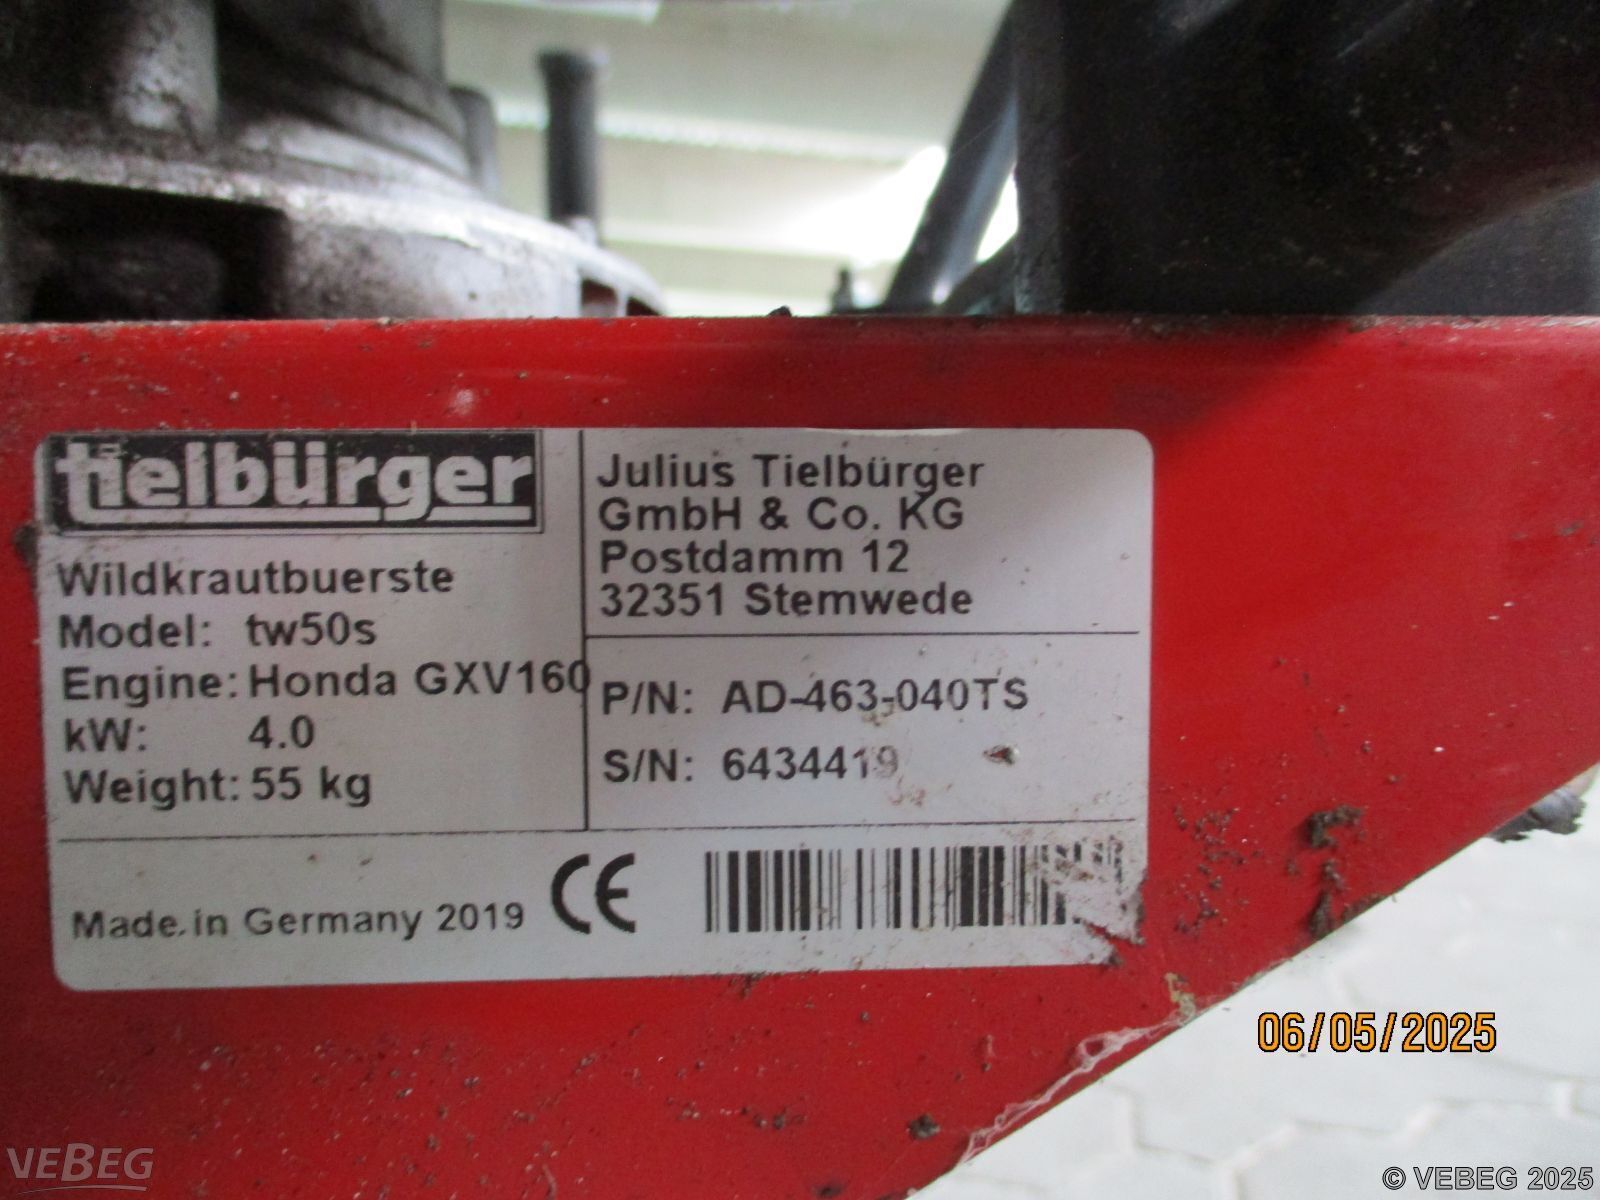 tielbürger
Wildkrautbuerste
Model: tw50s
Engine: Honda GXV160
kW: 4.0
Weight: 55 kg
Julius Tielbürger
GmbH & Co. KG
Postdamm 12
32351 Stemwede
P/N: AD-463-040TS
S/N: 6434419
Made in Germany 2019 CE
06/05/2025
VEBEG
© VEBEG 2025